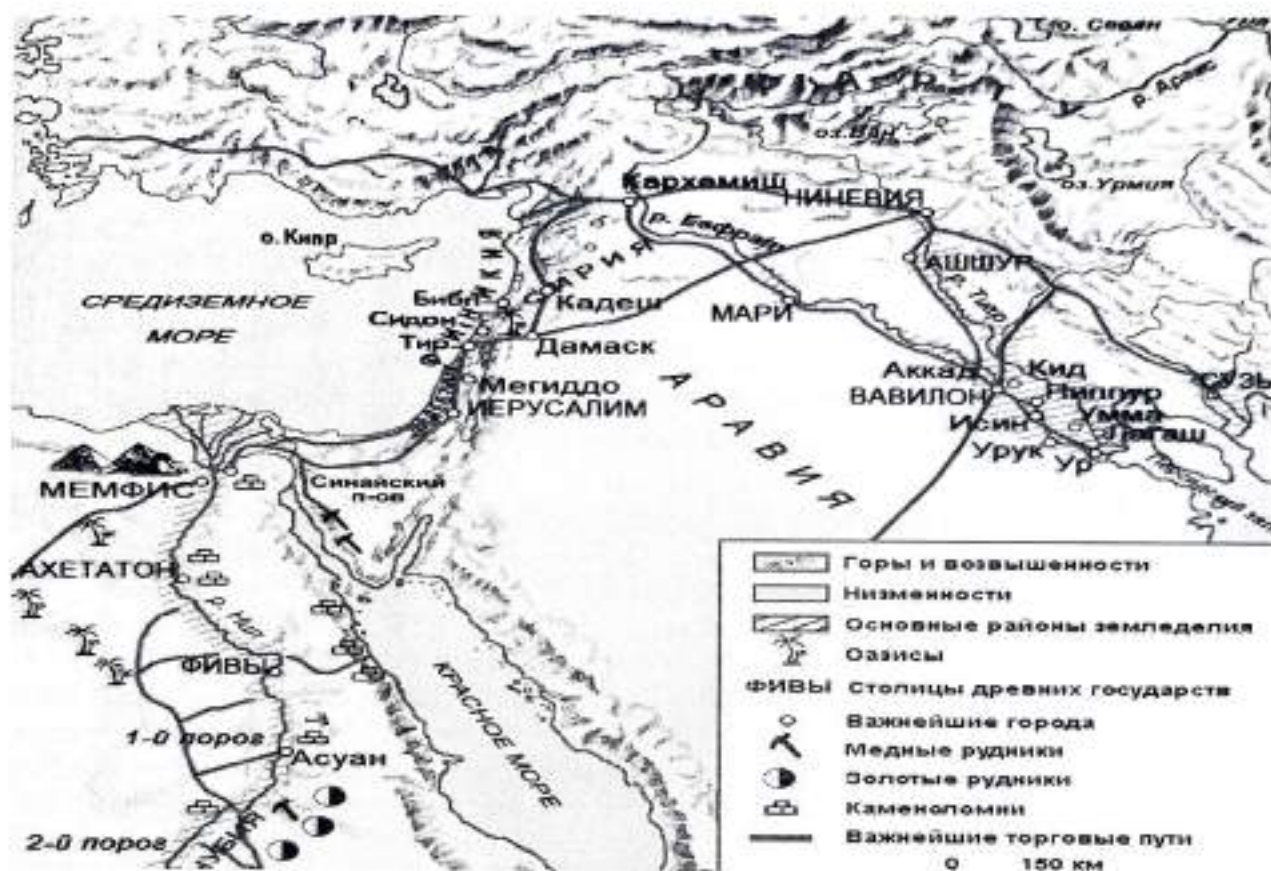 о. Севан
р. Аракс
оз. Ван
оз. Урмия
Кархемиш
НИНЕВИЯ
р. Евфрат
АШШУР
р. Тигр
о. Кипр
СРЕДИЗЕМНОЕ
МОРЕ
Библ
Кадеш
Сидон
МАРИ
Тир
Дамаск
АРАВИЯ
Аккад
Кид
ВАВИЛОН
Ниппур
СУЗЫ
Мегиддо
ИЕРУСАЛИМ
Исин
Умма
Лагаш
Урук
Ур
МЕМФИС
Синайский
п-ов
АХЕТАТОН
р. Нил
ФИВЫ
КРАСНОЕ МОРЕ
1-й порог
Асуан
2-й порог
Горы и возвышенности
Низменности
Основные районы земледелия
Оазисы
ФИВЫ Столицы древних государств
Важнейшие города
Медные рудники
Золотые рудники
Каменоломни
Важнейшие торговые пути
0 150 км